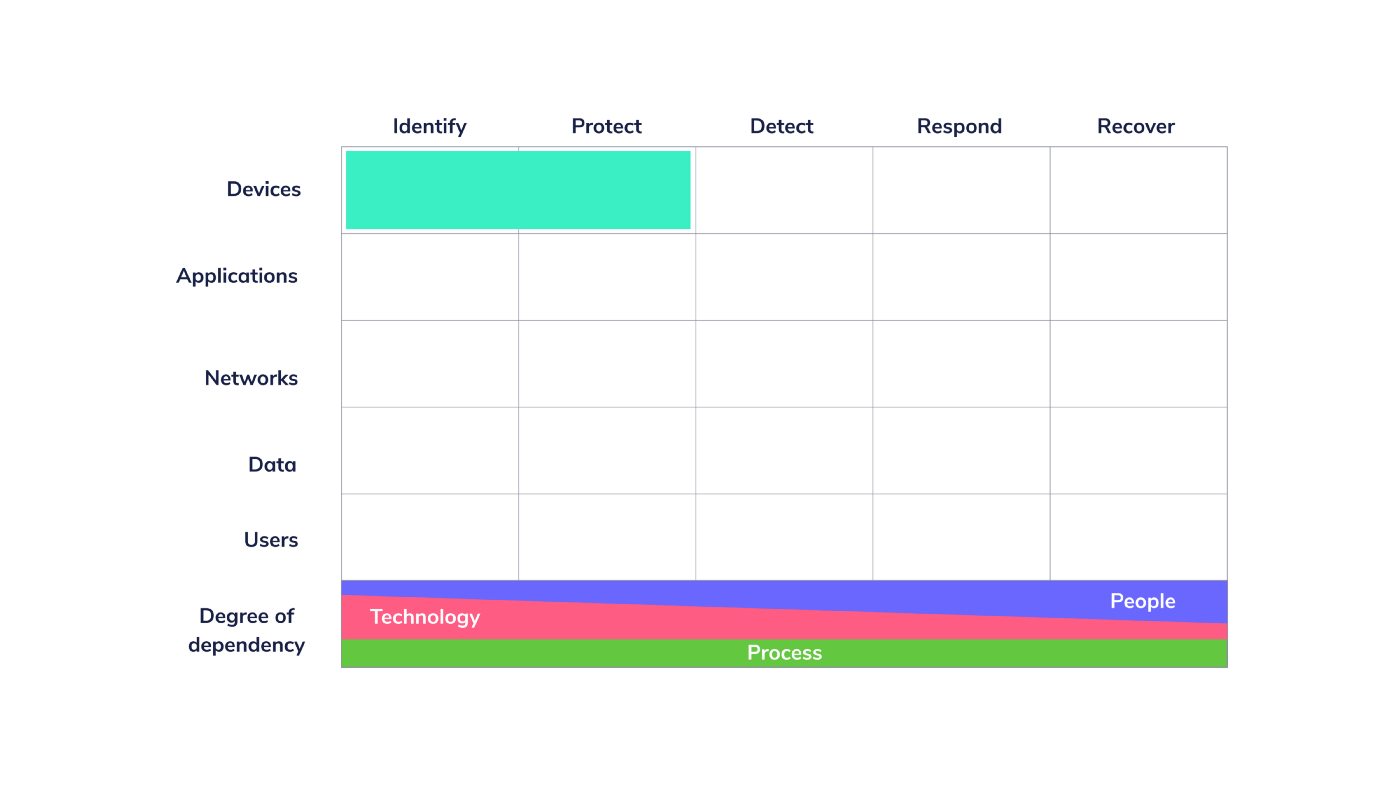 Identify Protect Detect Respond Recover
Devices
Applications
Networks
Data
Users
Degree of
dependency
People
Technology
Process